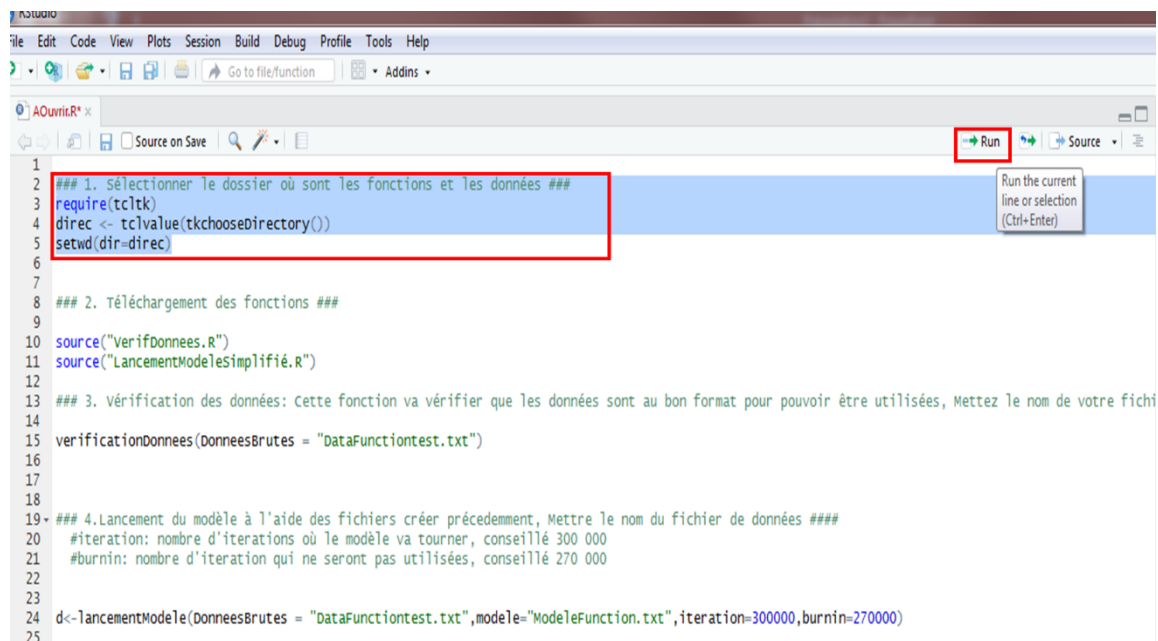 RStudio
File Edit Code View Plots Session Build Debug Profile Tools Help
Go to file/function Addins
AOuvrir.R*
Source on Save Run Source
Run the current
line or selection
(Ctrl+Enter)
1
2 ### 1. Sélectionner le dossier où sont les fonctions et les données ###
3 require(tcltk)
4 direc <- tclvalue(tkchooseDirectory())
5 setwd(dir=direc)
6
7
8 ### 2. Téléchargement des fonctions ###
9
10 source("VerifDonnees.R")
11 source("LancementModeleSimplifié.R")
12
13 ### 3. Vérification des données: Cette fonction va vérifier que les données sont au bon format pour pouvoir être utilisées, Mettez le nom de votre fichi
14
15 verificationDonnees(DonneesBrutes = "DataFunctiontest.txt")
16
17
18
19 ### 4.Lancement du modèle à l'aide des fichiers créer précedemment, Mettre le nom du fichier de données ####
20 #iteration: nombre d'iterations où le modèle va tourner, conseillé 300 000
21 #burnin: nombre d'iteration qui ne seront pas utilisées, conseillé 270 000
22
23
24 d<-lancementModele(DonneesBrutes = "DataFunctiontest.txt",modele="ModeleFunction.txt",iteration=300000,burnin=270000)
25